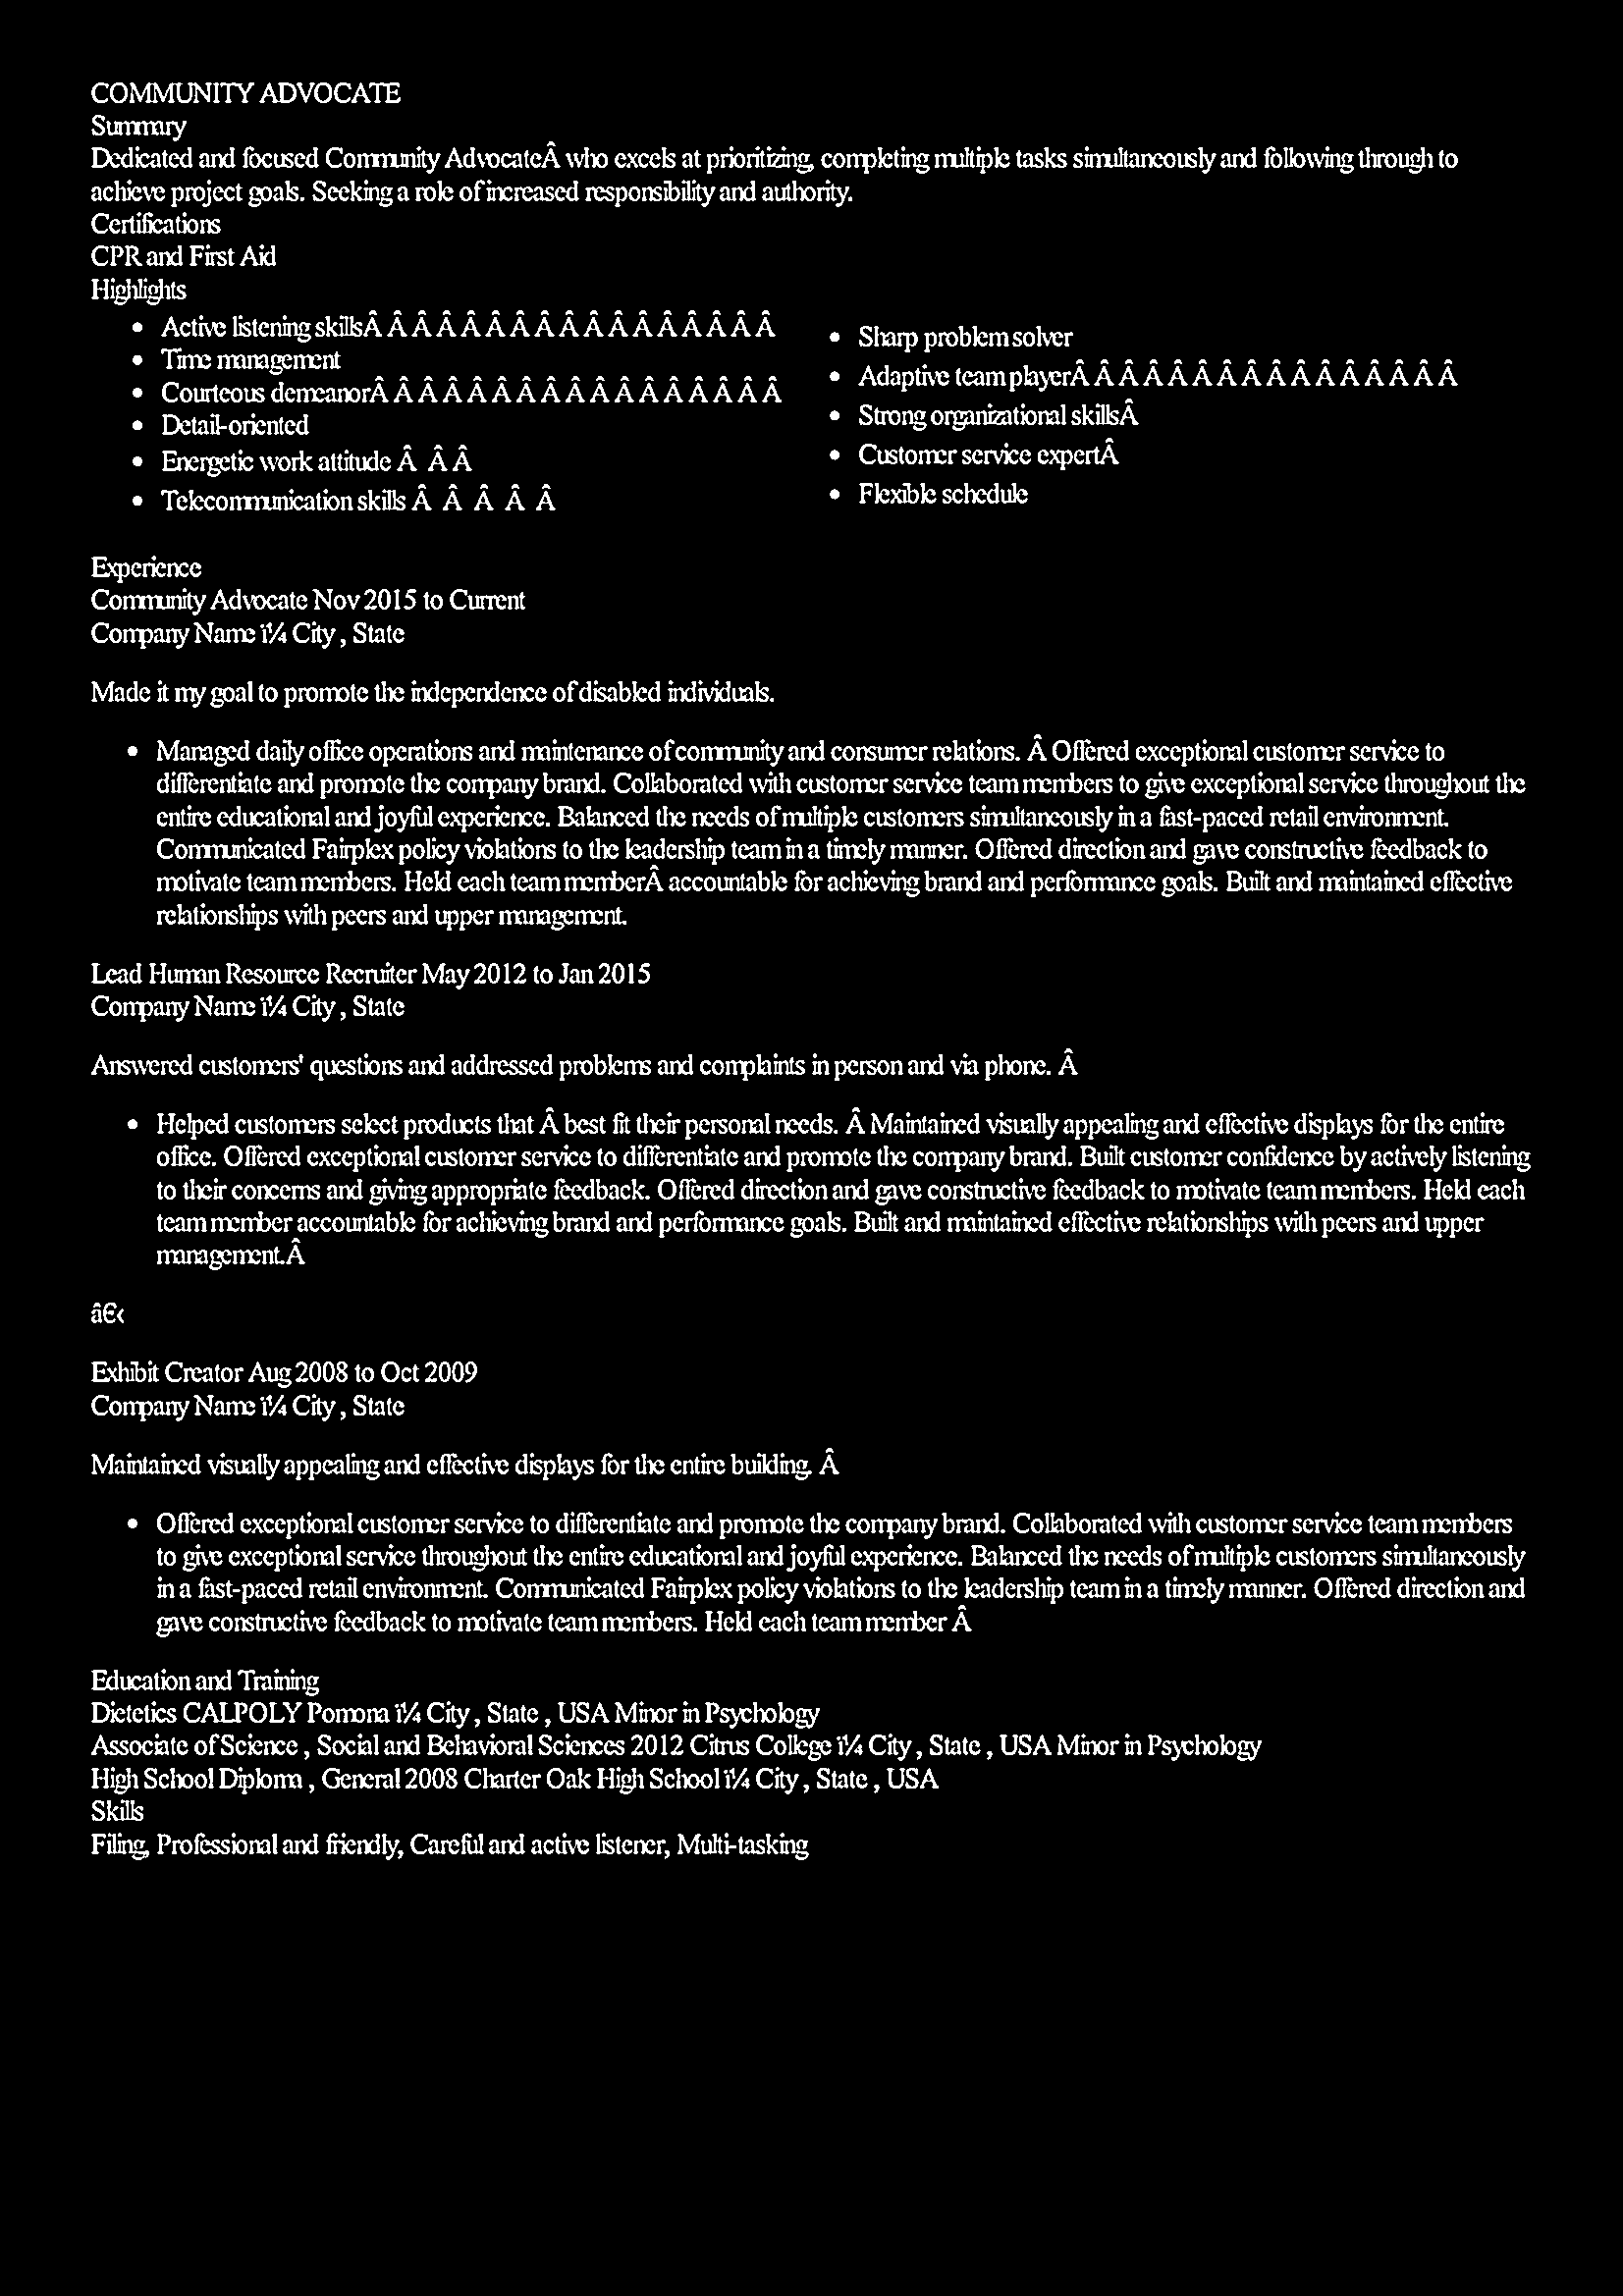 COMMUNITY ADVOCATE
Summary
Dedicated and focused Community AdvocateÂ who excels at prioritizing, completing multiple tasks simultaneously and following through to
achieve project goals. Seeking a role of increased responsibility and authority.
Certifications
CPR and First Aid
Highlights
• Active listening skillsÂ Â Â Â Â Â Â Â Â Â Â Â Â Â Â Â Â
• Time management
• Courteous demeanorÂ Â Â Â Â Â Â Â Â Â Â Â Â Â Â Â Â
• Detail-oriented
• Energetic work attitude Â  Â Â
• Telecommunication skills Â  Â  Â  Â  Â
• Sharp problem solver
• Adaptive team playerÂ Â Â Â Â Â Â Â Â Â Â Â Â Â Â Â
• Strong organizational skillsÂ
• Customer service expertÂ
• Flexible schedule
Experience
Community Advocate Nov 2015 to Current
Company Name ï¼ City , State
Made it my goal to promote the independence of disabled individuals.
• Managed daily office operations and maintenance of community and consumer relations. Â Offered exceptional customer service to
differentiate and promote the company brand. Collaborated with customer service team members to give exceptional service throughout the
entire educational and joyful experience. Balanced the needs of multiple customers simultaneously in a fast-paced retail environment.
Communicated Fairplex policy violations to the leadership team in a timely manner. Offered direction and gave constructive feedback to
motivate team members. Held each team memberÂ accountable for achieving brand and performance goals. Built and maintained effective
relationships with peers and upper management.
Lead Human Resource Recruiter May 2012 to Jan 2015
Company Name ï¼ City , State
Answered customers' questions and addressed problems and complaints in person and via phone. Â
• Helped customers select products that Â best fit their personal needs. Â Maintained visually appealing and effective displays for the entire
office. Offered exceptional customer service to differentiate and promote the company brand. Built customer confidence by actively listening
to their concerns and giving appropriate feedback. Offered direction and gave constructive feedback to motivate team members. Held each
team member accountable for achieving brand and performance goals. Built and maintained effective relationships with peers and upper
management.Â
â€‹
Exhibit Creator Aug 2008 to Oct 2009
Company Name ï¼ City , State
Maintained visually appealing and effective displays for the entire building. Â
• Offered exceptional customer service to differentiate and promote the company brand. Collaborated with customer service team members
to give exceptional service throughout the entire educational and joyful experience. Balanced the needs of multiple customers simultaneously
in a fast-paced retail environment. Communicated Fairplex policy violations to the leadership team in a timely manner. Offered direction and
gave constructive feedback to motivate team members. Held each team member Â
Education and Training
Dietetics CALPOLY Pomona ï¼ City , State , USA Minor in Psychology
Associate of Science , Social and Behavioral Sciences 2012 Citrus College ï¼ City , State , USA Minor in Psychology
High School Diploma , General 2008 Charter Oak High School ï¼ City , State , USA
Skills
Filing, Professional and friendly, Careful and active listener, Multi-tasking